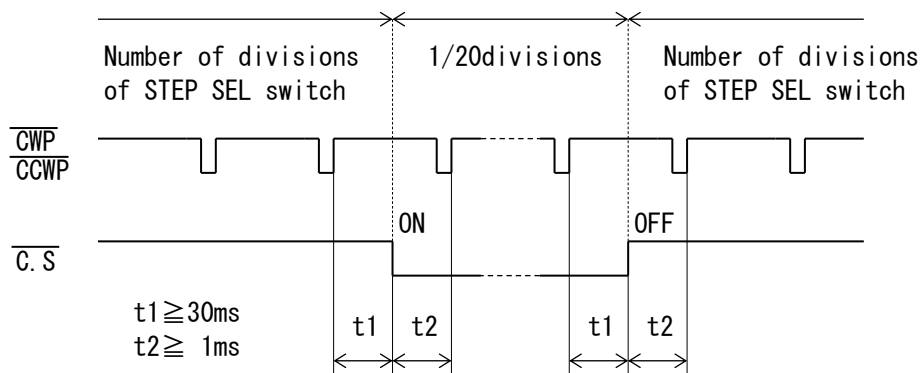 Number of divisions
of STEP SEL switch
1/20divisions
Number of divisions
of STEP SEL switch
CWP
CCWP
ON
OFF
C.S
t1≧30ms
t2≧ 1ms
t1
t2
t1
t2